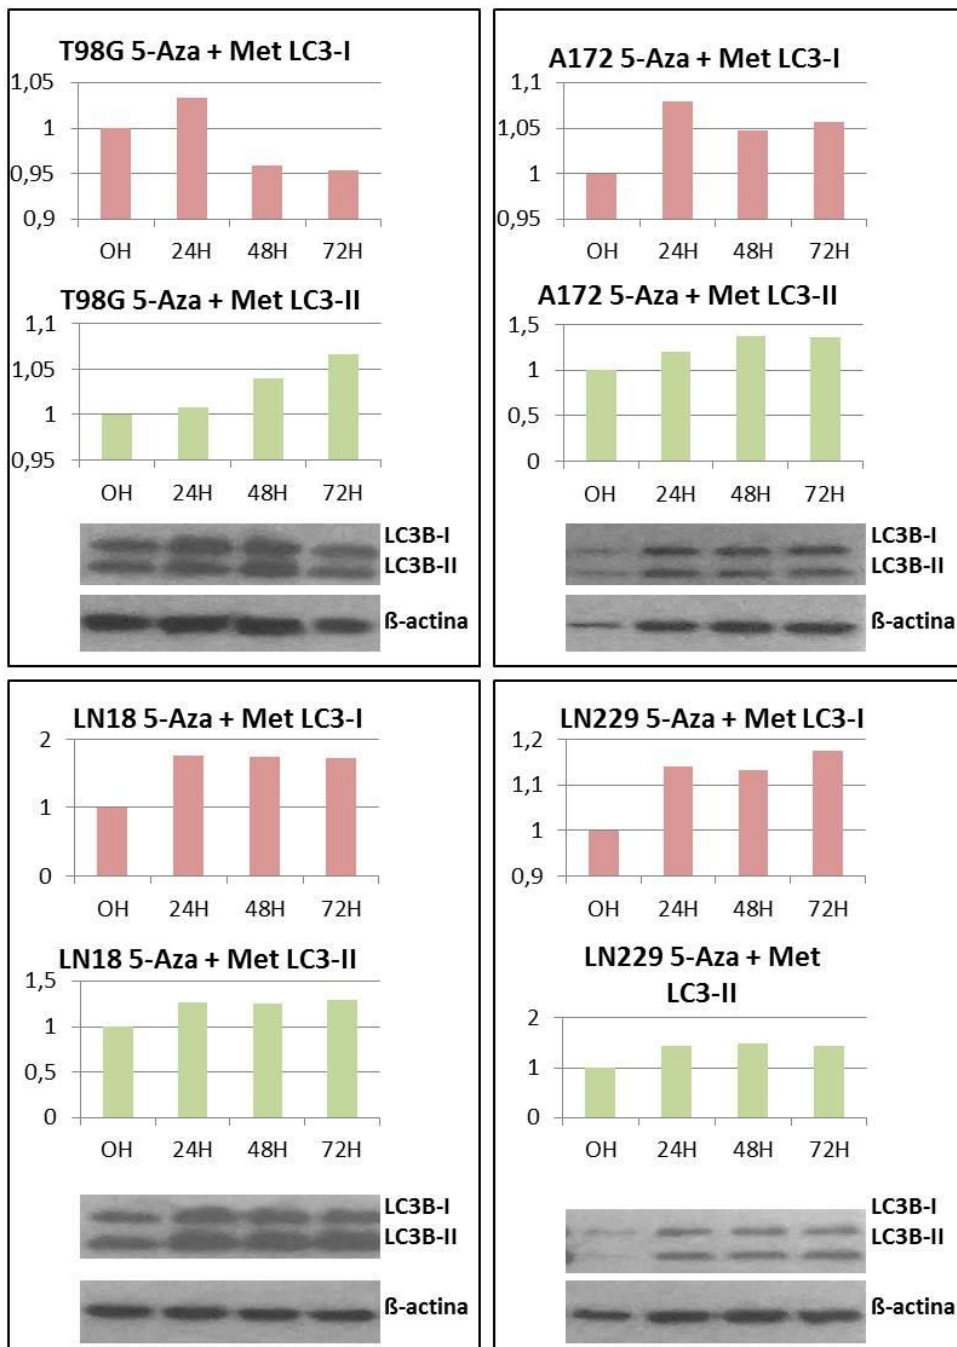 T98G 5-Aza + Met LC3-I
1,05
1
0,95
0,9
OH 24H 48H 72H
T98G 5-Aza + Met LC3-II
1,1
1,05
1
0,95
OH 24H 48H 72H
LC3B-I
LC3B-II
ß-actina
A172 5-Aza + Met LC3-I
1,1
1,05
1
0,95
OH 24H 48H 72H
A172 5-Aza + Met LC3-II
1,5
1
0,5
0
OH 24H 48H 72H
LC3B-I
LC3B-II
ß-actina
LN18 5-Aza + Met LC3-I
2
1
0
OH 24H 48H 72H
LN18 5-Aza + Met LC3-II
1,5
1
0,5
0
OH 24H 48H 72H
LC3B-I
LC3B-II
ß-actina
LN229 5-Aza + Met LC3-I
1,2
1,1
1
0,9
OH 24H 48H 72H
LN229 5-Aza + Met
LC3-II
2
1
0
OH 24H 48H 72H
LC3B-I
LC3B-II
ß-actina